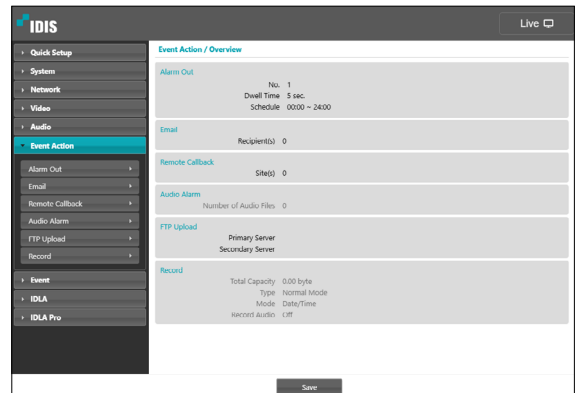 IDIS
Live
Quick Setup
System
Network
Video
Audio
Event Action
Alarm Out
Email
Remote Callback
Audio Alarm
FTP Upload
Record
Event
IDLA
IDLA Pro
Event Action / Overview
Alarm Out
No. 1
Dwell Time 5 sec.
Schedule 00:00 ~ 24:00
Email
Recipient(s) 0
Remote Callback
Site(s) 0
Audio Alarm
Number of Audio Files 0
FTP Upload
Primary Server
Secondary Server
Record
Total Capacity 0.00 byte
Type Normal Mode
Mode Date/Time
Record Audio Off
Save